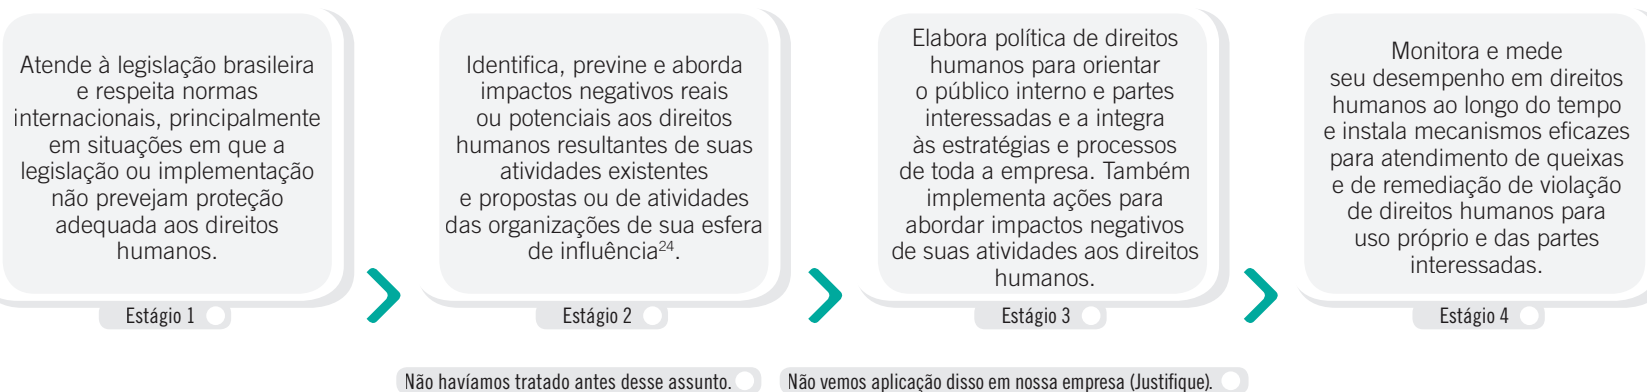 Atende à legislação brasileira
e respeita normas
internacionais, principalmente
em situações em que a
legislação ou implementação
não prevejam proteção
adequada aos direitos
humanos.
Estágio 1
Identifica, previne e aborda
impactos negativos reais
ou potenciais aos direitos
humanos resultantes de suas
atividades existentes
e propostas ou de atividades
das organizações de sua esfera
de influência²⁴.
Estágio 2
Elabora política de direitos
humanos para orientar
o público interno e partes
interessadas e a integra
às estratégias e processos
de toda a empresa. Também
implementa ações para
abordar impactos negativos
de suas atividades aos direitos
humanos.
Estágio 3
Monitora e mede
seu desempenho em direitos
humanos ao longo do tempo
e instala mecanismos eficazes
para atendimento de queixas
e de remediação de violação
de direitos humanos para
uso próprio e das partes
interessadas.
Estágio 4
Não havíamos tratado antes desse assunto.
Não vemos aplicação disso em nossa empresa (Justifique).